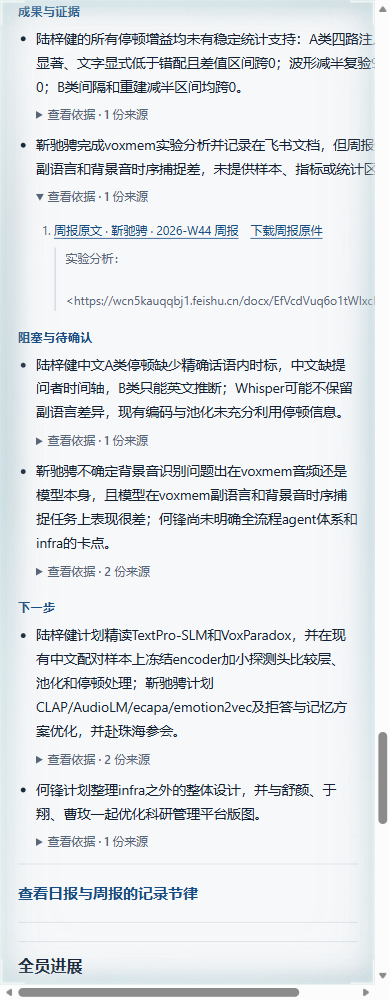 成果与证据
陆梓健的所有停顿增益均未有稳定统计支持：A类四路注
显著、文字显式低于错配且差值区间跨0；波形减半复验
0；B类间隔和重建减半区间均跨0。
查看依据 · 1 份来源
靳驰骋完成voxmem实验分析并记录在飞书文档，但周报
副语言和背景音时序捕捉差，未提供样本、指标或统计区
查看依据 · 1 份来源
1. 周报原文 · 靳驰骋 · 2026-W44 周报 下载周报原件
实验分析：
<https://wcn5kauqqbj1.feishu.cn/docx/EfVcdVuq6o1tWlxc
阻塞与待确认
陆梓健中文A类停顿缺少精确话语内时标，中文缺提
问者时间轴，B类只能英文推断；Whisper可能不保留
副语言差异，现有编码与池化未充分利用停顿信息。
查看依据 · 1 份来源
靳驰骋不确定背景音识别问题出在voxmem音频还是
模型本身，且模型在voxmem副语言和背景音时序捕
捉任务上表现很差；何锋尚未明确全流程agent体系和
infra的卡点。
查看依据 · 2 份来源
下一步
陆梓健计划精读TextPro-SLM和VoxParadox，并在现
有中文配对样本上冻结encoder加小探测头比较层、
池化和停顿处理；靳驰骋计划
CLAP/AudioLM/ecapa/emotion2vec及拒答与记忆方
案优化，并赴珠海参会。
查看依据 · 2 份来源
何锋计划整理infra之外的整体设计，并与舒颜、于
翔、曹玫一起优化科研管理平台版图。
查看依据 · 1 份来源
查看日报与周报的记录节律
全员进展